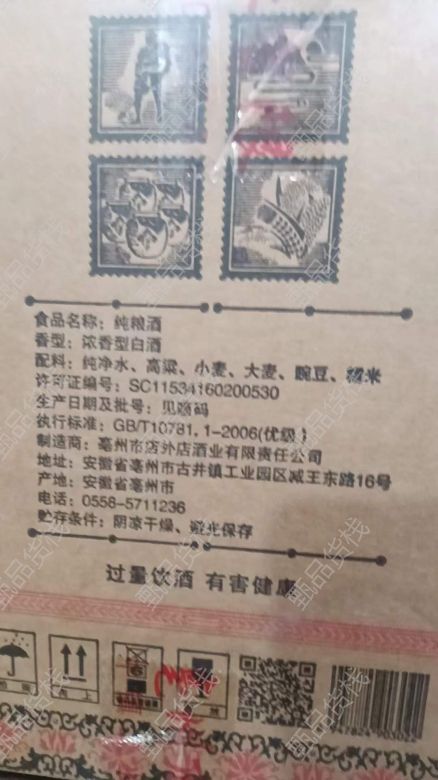 食品名称：纯粮酒
香型：浓香型白酒
配料：纯净水、高粱、小麦、大麦、豌豆、糯米
许可证编号：SC11534160200530
生产日期及批号：见喷码
执行标准：GB/T10781.1-2006(优级)
制造商：亳州市店外店酒业有限责任公司
地址：安徽省亳州市古井镇工业园区减王东路16号
产地：安徽省亳州市
电话：0558-5711236
贮存条件：阴凉干燥、避光保存
过量饮酒 有害健康
甄品货栈